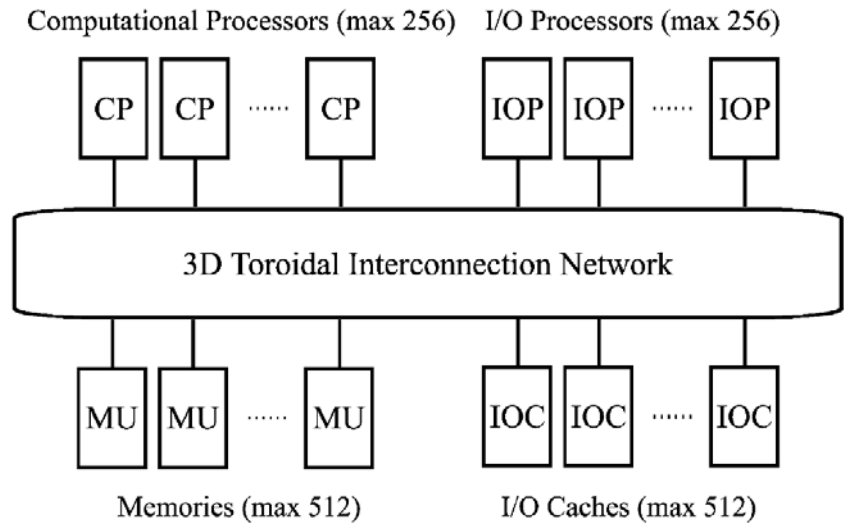 Computational Processors (max 256) I/O Processors (max 256)
CP CP ...... CP IOP IOP ...... IOP
3D Toroidal Interconnection Network
MU MU ...... MU IOC IOC ...... IOC
Memories (max 512) I/O Caches (max 512)